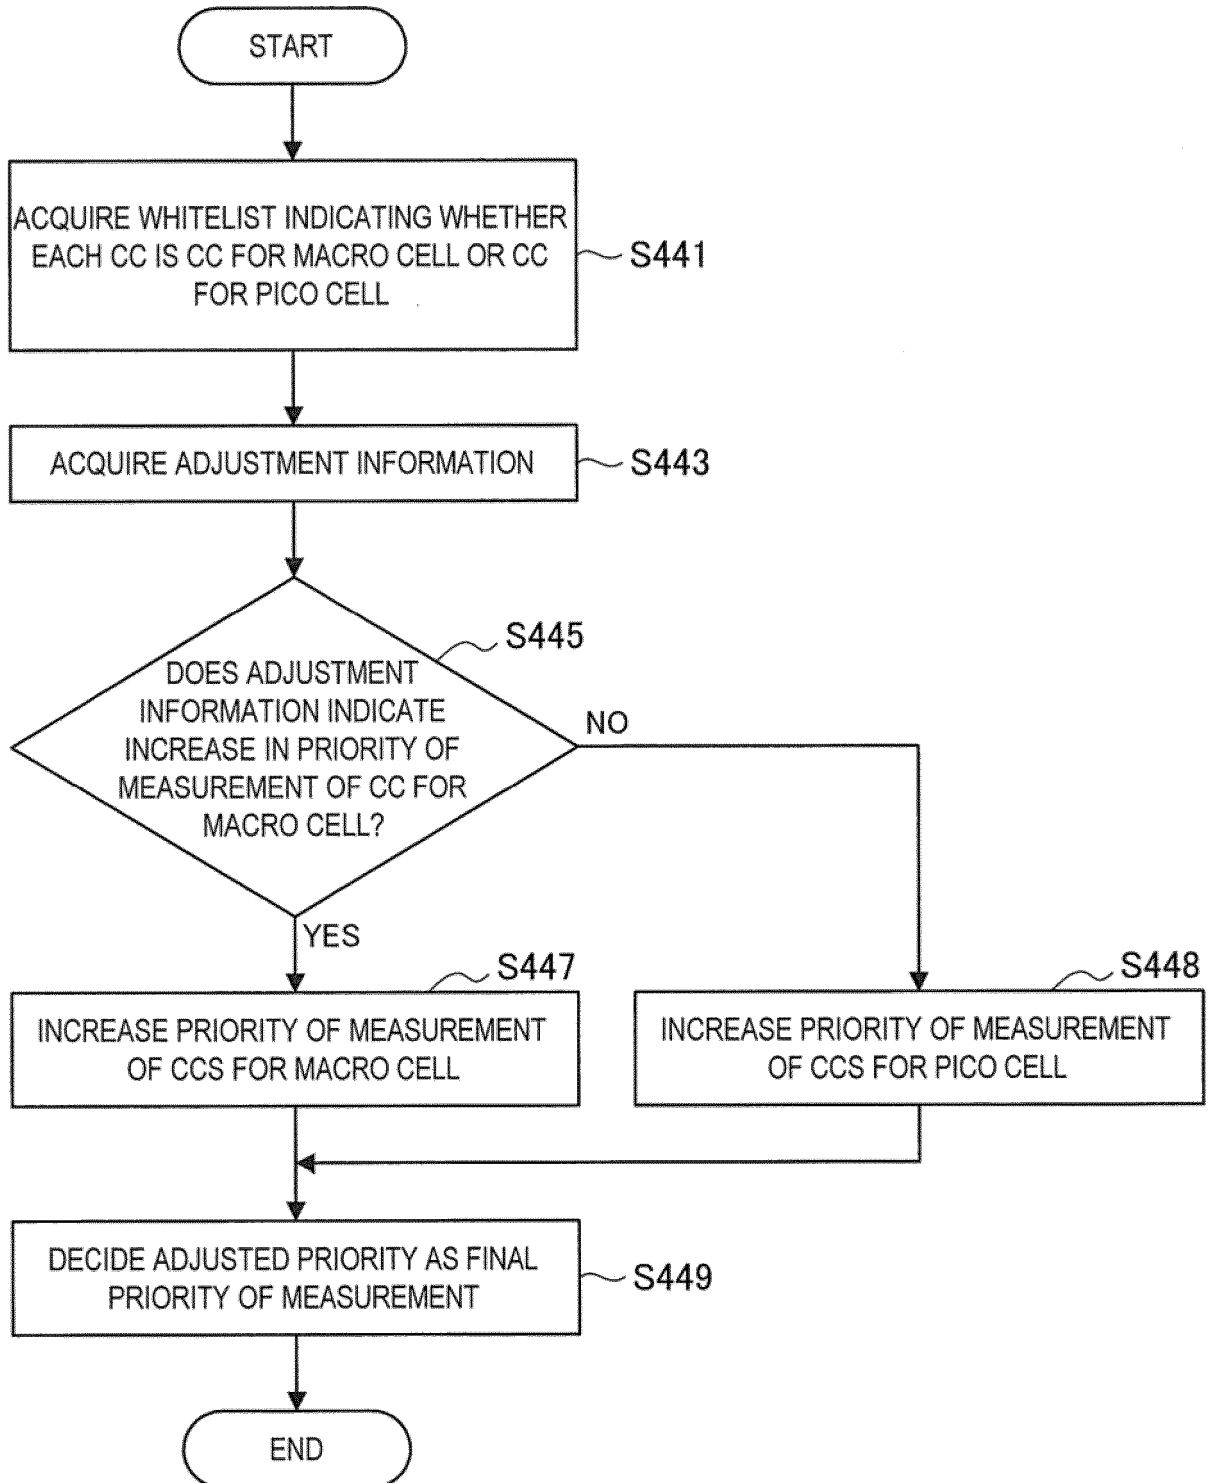 START
ACQUIRE WHITELIST INDICATING WHETHER
EACH CC IS CC FOR MACRO CELL OR CC
FOR PICO CELL
S441
ACQUIRE ADJUSTMENT INFORMATION
S443
S445
DOES ADJUSTMENT
INFORMATION INDICATE
INCREASE IN PRIORITY OF
MEASUREMENT OF CC FOR
MACRO CELL?
NO
YES
S447
INCREASE PRIORITY OF MEASUREMENT
OF CCS FOR MACRO CELL
S448
INCREASE PRIORITY OF MEASUREMENT
OF CCS FOR PICO CELL
DECIDE ADJUSTED PRIORITY AS FINAL
PRIORITY OF MEASUREMENT
S449
END